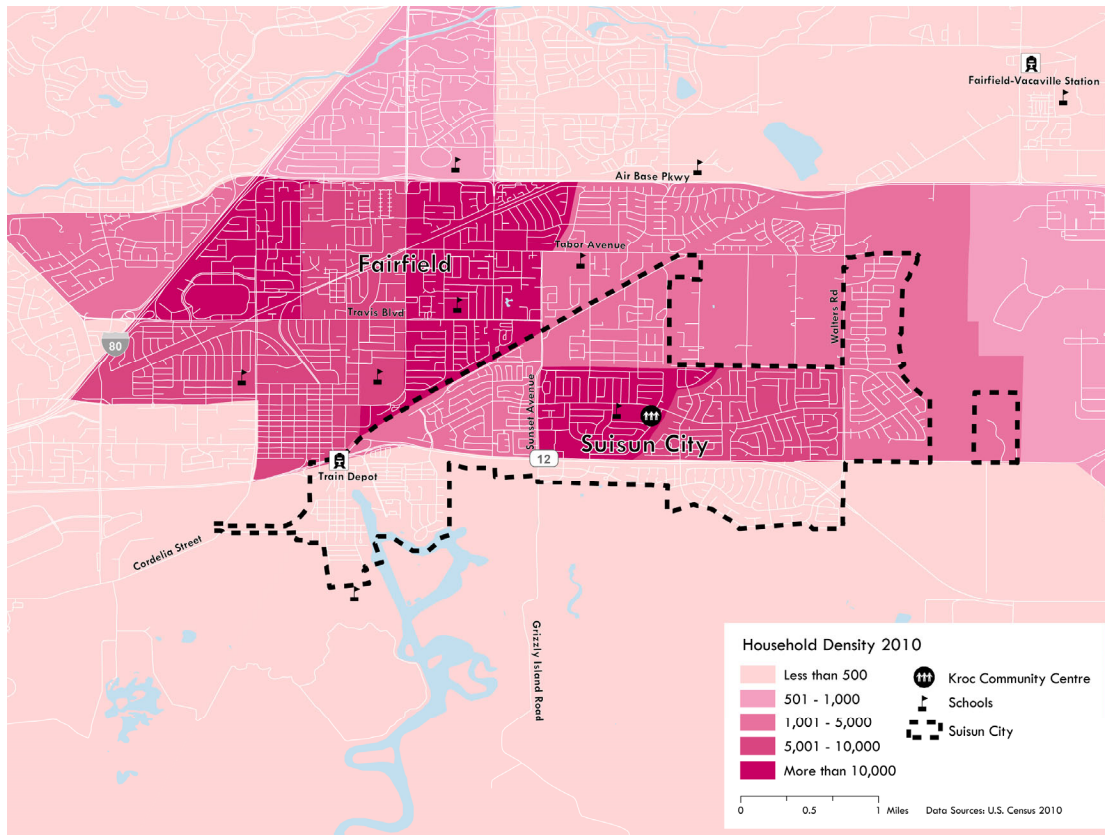 Fairfield-Vacaville Station
Air Base Pkwy
Tabor Avenue
Fairfield
Travis Blvd
Walters Rd
80
Sunset Avenue
Suisun City
12
Train Depot
Cordelia Street
Grizzly Island Road
Household Density 2010
Less than 500
501 - 1,000
1,001 - 5,000
5,001 - 10,000
More than 10,000
Kroc Community Centre
Schools
Suisun City
0 0.5 1 Miles
Data Sources: U.S. Census 2010